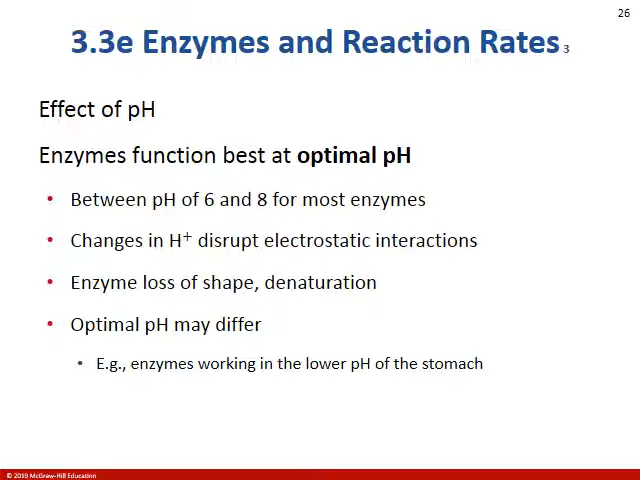 26
3.3e Enzymes and Reaction Rates 3
Effect of pH
Enzymes function best at optimal pH
• Between pH of 6 and 8 for most enzymes
• Changes in H⁺ disrupt electrostatic interactions
• Enzyme loss of shape, denaturation
• Optimal pH may differ
• E.g., enzymes working in the lower pH of the stomach
© 2019 McGraw-Hill Education